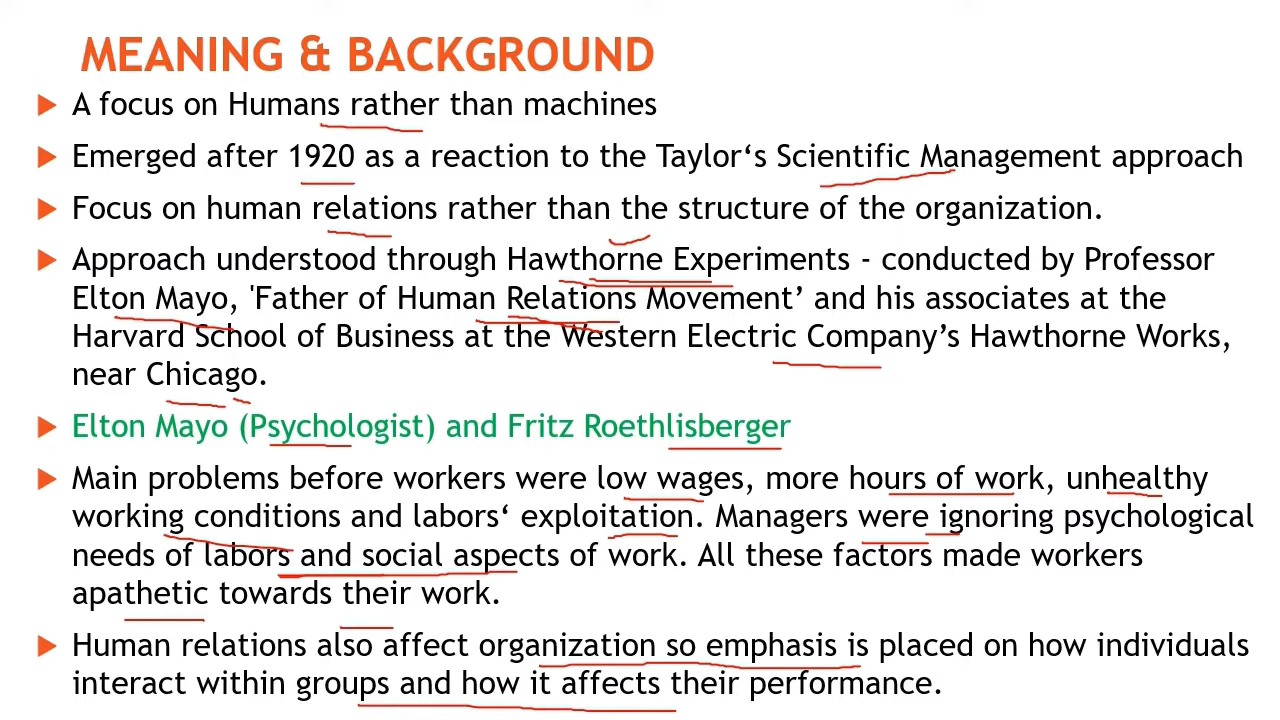 MEANING & BACKGROUND
A focus on Humans rather than machines
Emerged after 1920 as a reaction to the Taylor‘s Scientific Management approach
Focus on human relations rather than the structure of the organization.
Approach understood through Hawthorne Experiments - conducted by Professor
Elton Mayo, 'Father of Human Relations Movement’ and his associates at the
Harvard School of Business at the Western Electric Company’s Hawthorne Works,
near Chicago.
Elton Mayo (Psychologist) and Fritz Roethlisberger
Main problems before workers were low wages, more hours of work, unhealthy
working conditions and labors‘ exploitation. Managers were ignoring psychological
needs of labors and social aspects of work. All these factors made workers
apathetic towards their work.
Human relations also affect organization so emphasis is placed on how individuals
interact within groups and how it affects their performance.